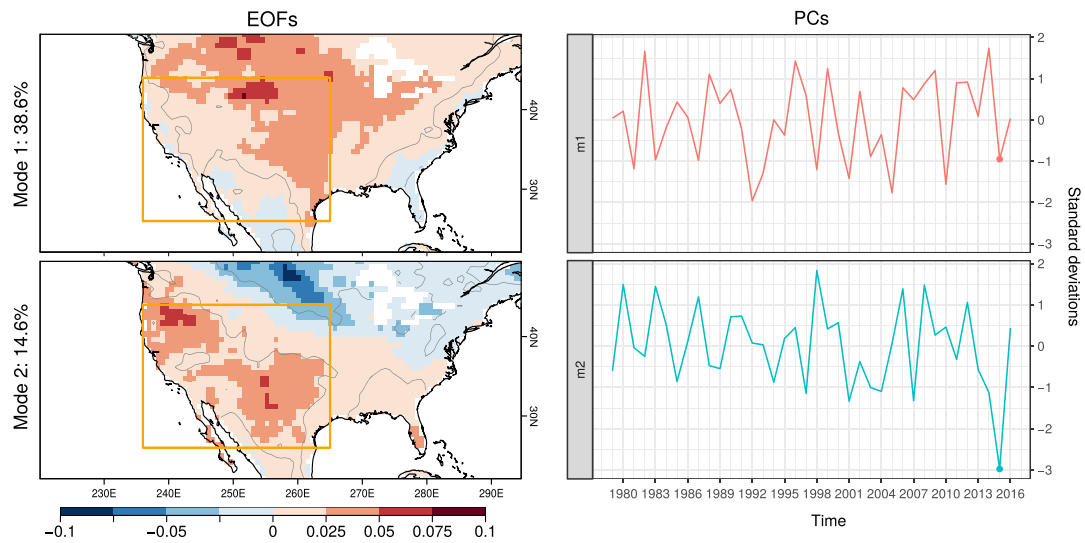 EOFs
PCs
Mode 1: 38.6%
40N
30N
m1
2
1
0
−1
−2
−3
Standard deviations
Mode 2: 14.6%
40N
30N
m2
2
1
0
−1
−2
−3
230E 240E 250E 260E 270E 280E 290E
1980 1983 1986 1989 1992 1995 1998 2001 2004 2007 2010 2013 2016
Time
−0.1 −0.05 0 0.025 0.05 0.075 0.1